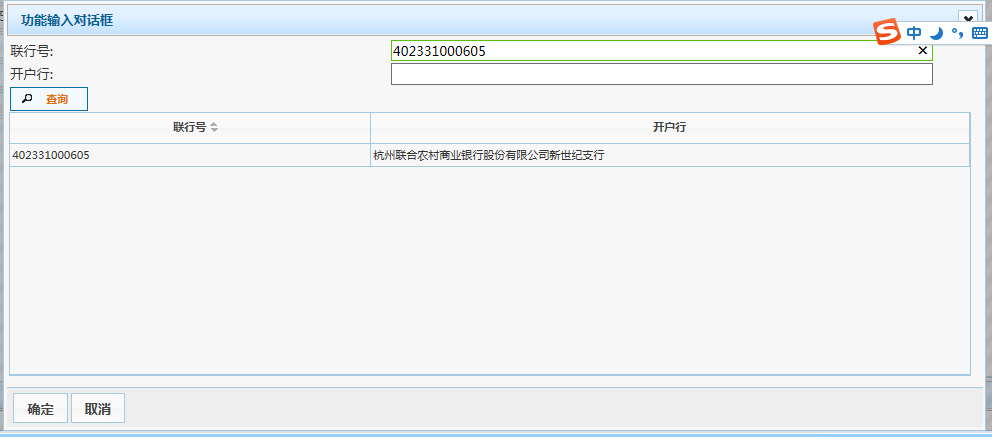 功能输入对话框
中
联行号:
402331000605
开户行:
查询
联行号
开户行
402331000605
杭州联合农村商业银行股份有限公司新世纪支行
确定
取消